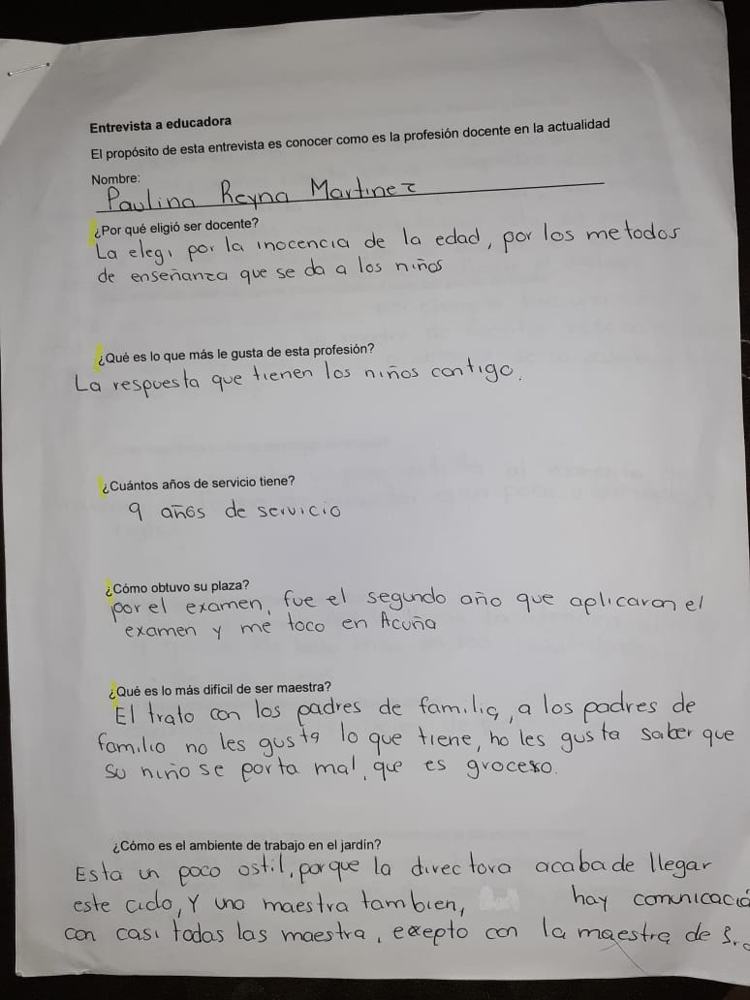 Entrevista a educadora
El propósito de esta entrevista es conocer como es la profesión docente en la actualidad
Nombre:
Paulina Reyna Martinez
¿Por qué eligió ser docente?
La elegi por la inocencia de la edad, por los metodos
de enseñanza que se da a los niños
¿Qué es lo que más le gusta de esta profesión?
La respuesta que tienen los niños contigo.
¿Cuántos años de servicio tiene?
9 años de servicio
¿Cómo obtuvo su plaza?
por el examen, fue el segundo año que aplicaron el
examen y me toco en Acuña
¿Qué es lo más dificil de ser maestra?
El trato con los padres de familia, a los padres de
familia no les gusta lo que tiene, no les gusta saber que
su niño se porta mal, que es grocero.
¿Cómo es el ambiente de trabajo en el jardín?
Esta un poco ostil, porque la directora acaba de llegar
este ciclo, Y una maestra tambien, hay comunicació
con casi todas las maestra, exepto con la maestra de 3.